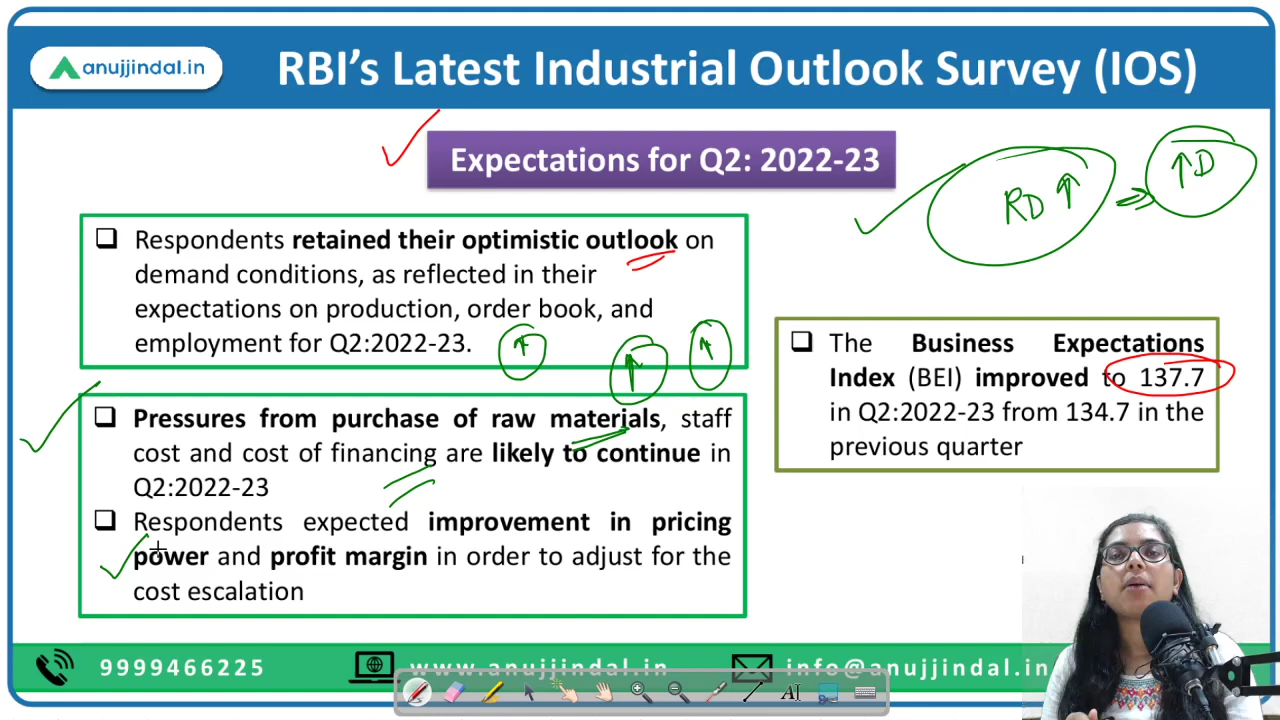 anujjindal.in
RBI's Latest Industrial Outlook Survey (IOS)
Expectations for Q2: 2022-23
RD ↑ ⇒ ↑ D
❑ Respondents retained their optimistic outlook on
demand conditions, as reflected in their
expectations on production, order book, and
employment for Q2:2022-23.
↑ ↑ ↑
❑ Pressures from purchase of raw materials, staff
cost and cost of financing are likely to continue in
Q2:2022-23
❑ Respondents expected improvement in pricing
power and profit margin in order to adjust for the
cost escalation
❑ The Business Expectations
Index (BEI) improved to 137.7
in Q2:2022-23 from 134.7 in the
previous quarter
9999466225
www.anujjindal.in
info@anujjindal.in
AI